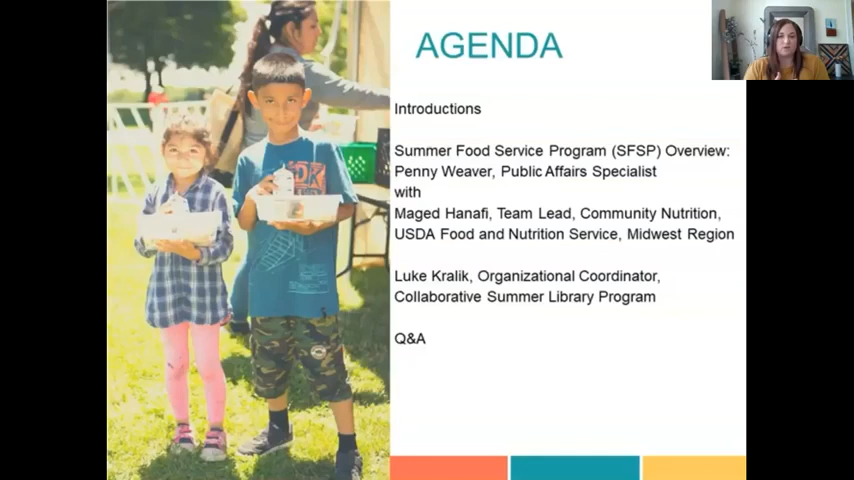 AGENDA
Introductions
Summer Food Service Program (SFSP) Overview:
Penny Weaver, Public Affairs Specialist
with
Maged Hanafi, Team Lead, Community Nutrition,
USDA Food and Nutrition Service, Midwest Region
Luke Kralik, Organizational Coordinator,
Collaborative Summer Library Program
Q&A